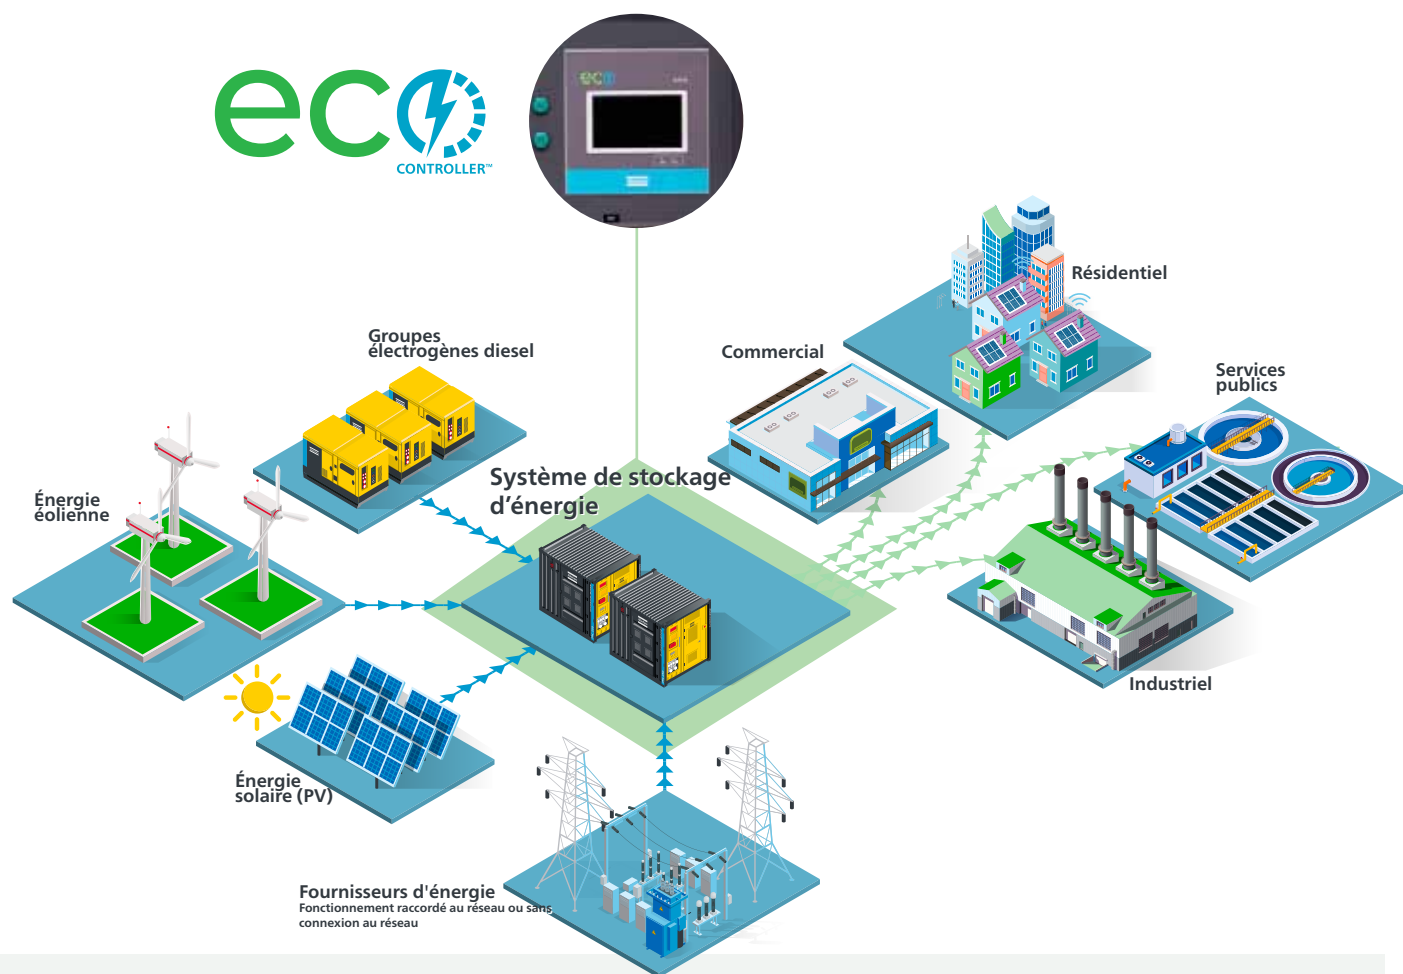 eco
CONTROLLER™
eco
Résidentiel
Groupes
électrogènes diesel
Commercial
Services
publics
Système de stockage
d’énergie
Énergie
éolienne
Industriel
Énergie
solaire (PV)
Fournisseurs d'énergie
Fonctionnement raccordé au réseau ou sans
connexion au réseau